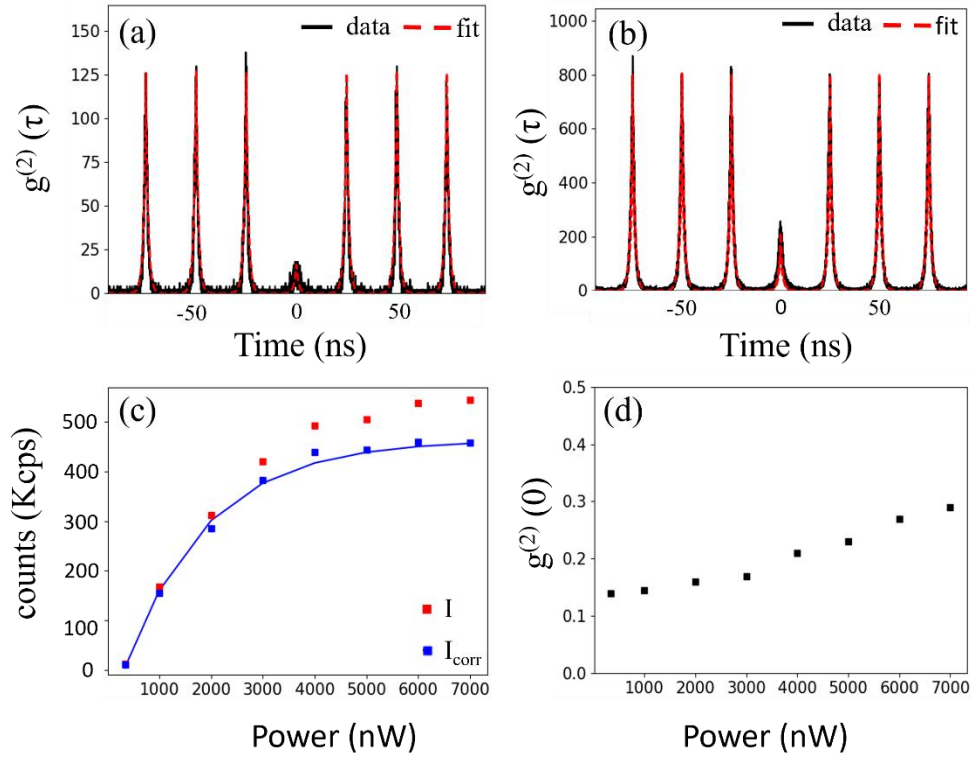 (a)
data
fit
150
125
100
75
50
25
0
g(2) (τ)
-50
0
50
Time (ns)
(b)
data
fit
1000
800
600
400
200
0
g(2) (τ)
-50
0
50
Time (ns)
(c)
500
400
300
200
100
0
counts (Kcps)
I
Icorr
1000 2000 3000 4000 5000 6000 7000
Power (nW)
(d)
0.5
0.4
0.3
0.2
0.1
0.0
g(2) (0)
1000 2000 3000 4000 5000 6000 7000
Power (nW)